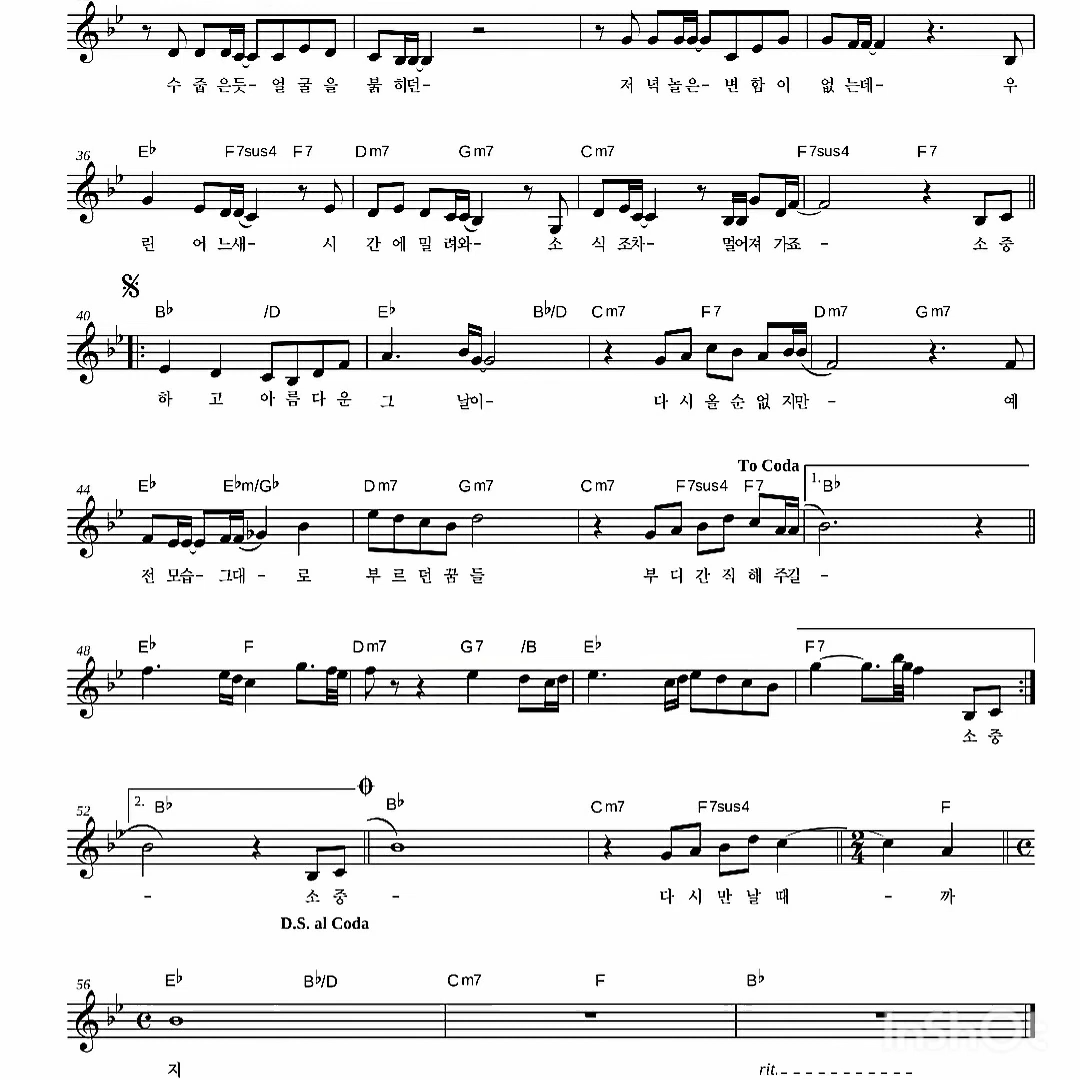 수 줍 은듯- 얼 굴 을 붉 히던- 저 녁 놀은- 변 함 이 없 는데- 우
36 E♭ F7sus4 F7 Dm7 Gm7 Cm7 F7sus4 F7
린 어 느새- 시 간 에 밀 려와- 소 식 조차- 멀어져 가죠 - 소 중
40 B♭ /D E♭ B♭/D Cm7 F7 Dm7 Gm7
하 고 아 름 다 운 그 날이- 다 시 올 순 없 지만 - 예
To Coda
44 E♭ E♭m/G♭ Dm7 Gm7 Cm7 F7sus4 F7 1. B♭
전 모습- 그대 - 로 부 르 던 꿈 들 부 디 간 직 해 주길 -
48 E♭ F Dm7 G7 /B E♭ F7
소 중
52 2. B♭ B♭ Cm7 F7sus4 F
2/4
- 소 중 - 다 시 만 날 때 - 까
D.S. al Coda
56 E♭ B♭/D Cm7 F B♭
InShOt
지 rit.